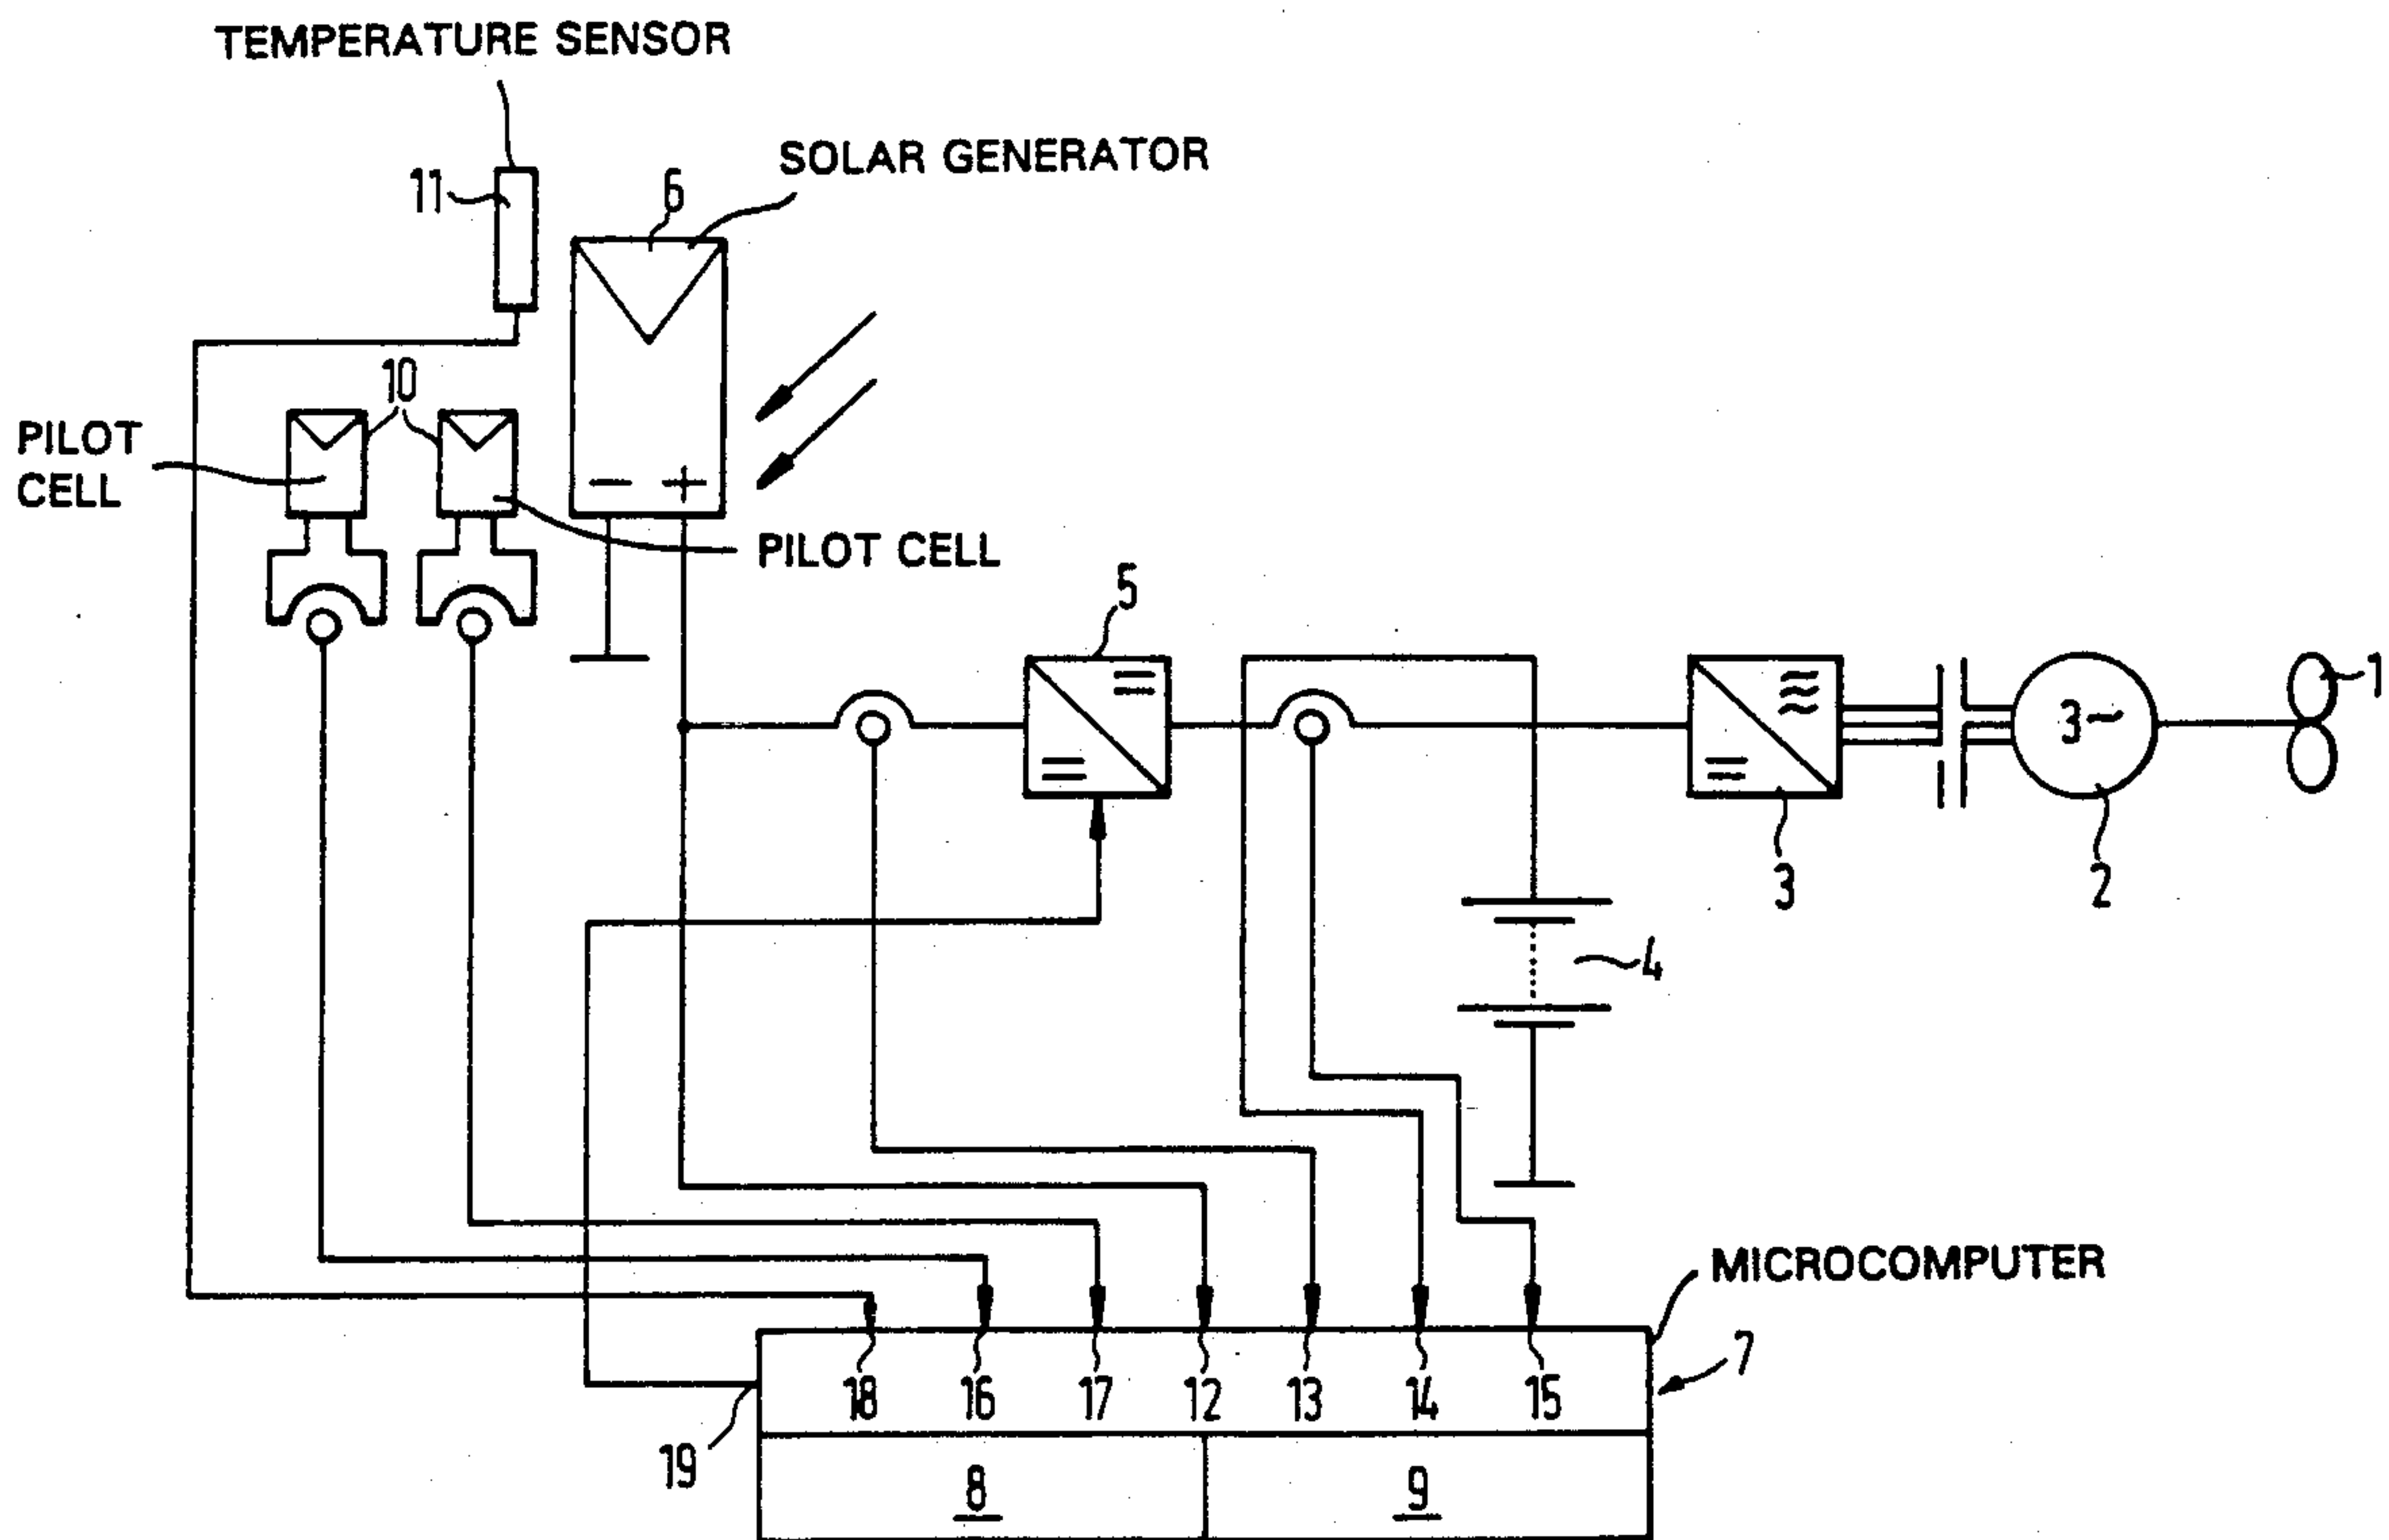 TEMPERATURE SENSOR
SOLAR GENERATOR
11
6
10
PILOT
CELL
PILOT CELL
5
1
3~
3
2
4
MICROCOMPUTER
7
18 16 17 12 13 14 15
19
8 9